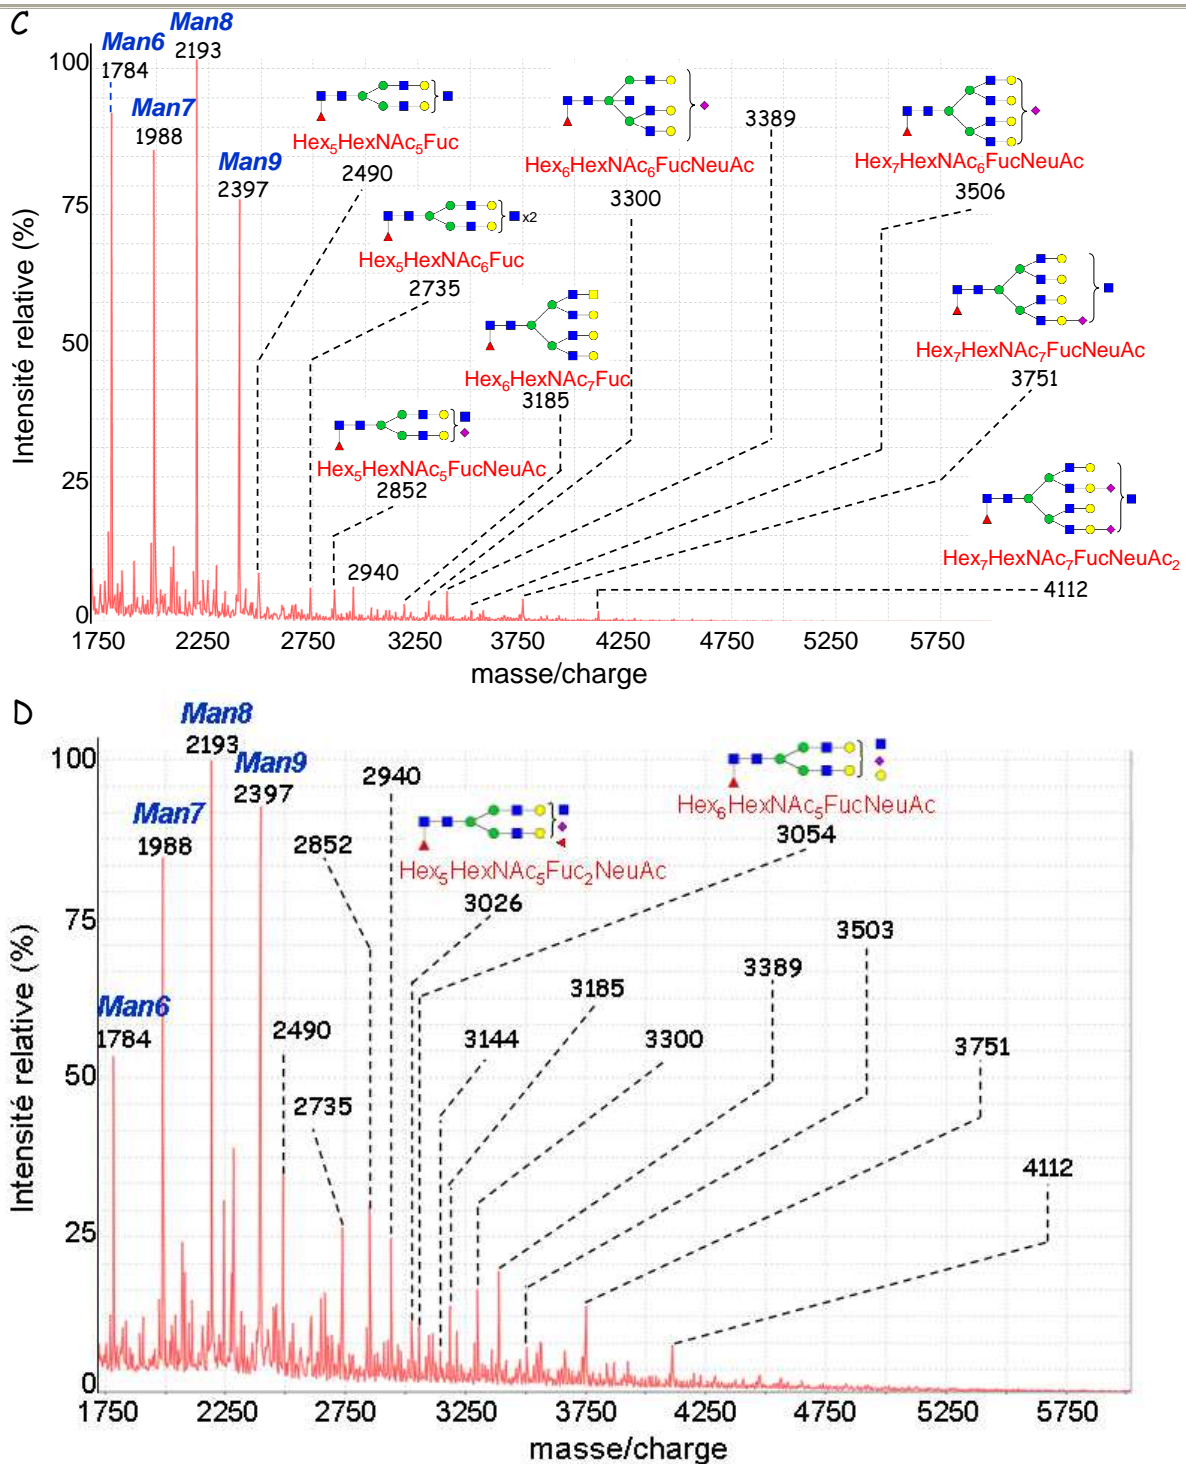 C
Man8
Man6
2193
100
1784
Man7
1988
Hex5HexNAc5Fuc
2490
Man9
2397
Hex6HexNAc6FucNeuAc
3300
3389
Hex7HexNAc6FucNeuAc
3506
75
x2
Hex5HexNAc6Fuc
2735
Intensité relative (%)
50
Hex6HexNAc7Fuc
3185
Hex7HexNAc7FucNeuAc
3751
Hex5HexNAc5FucNeuAc
2852
25
2940
Hex7HexNAc7FucNeuAc2
4112
0
1750 2250 2750 3250 3750 4250 4750 5250 5750
masse/charge
D
Man8
2193
100
Man9
2397
2940
Hex6HexNAc5FucNeuAc
3054
Man7
1988
2852
Hex5HexNAc5Fuc2NeuAc
3026
75
3503
3389
Intensité relative (%)
3185
Man6
1784
2490
3144
3300
3751
50
2735
4112
25
0
1750 2250 2750 3250 3750 4250 4750 5250 5750
masse/charge